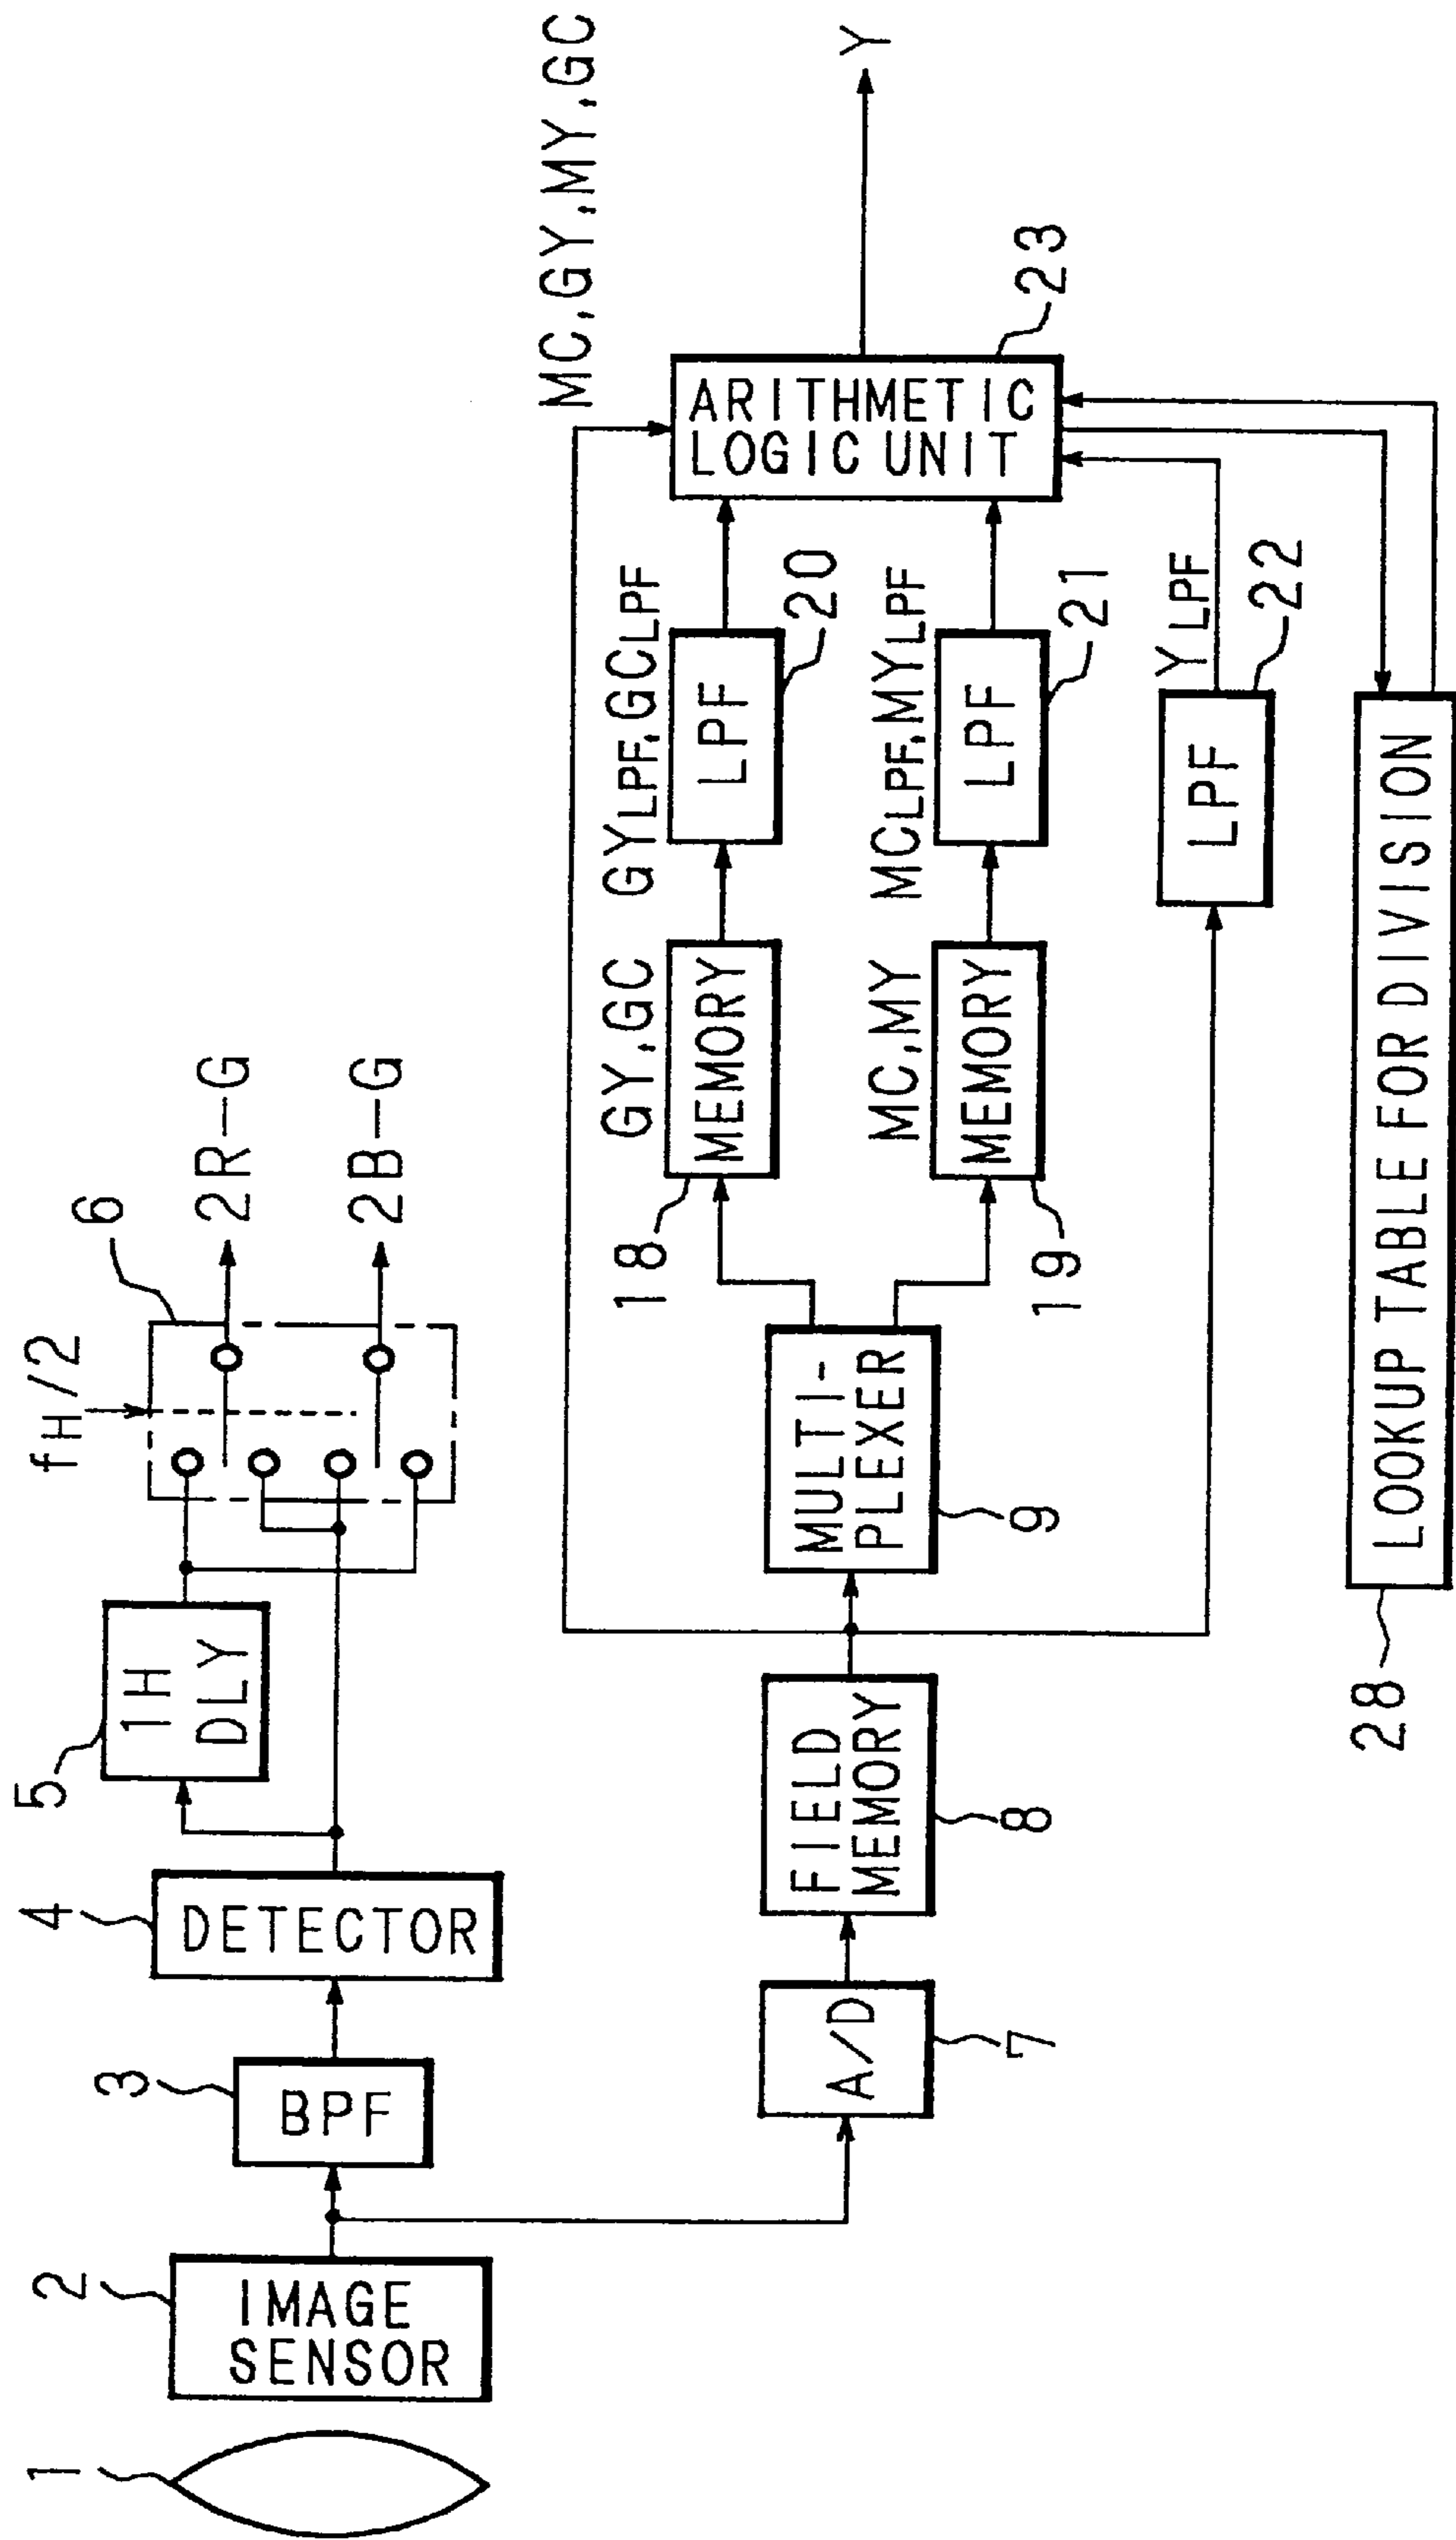 1
2
IMAGE
SENSOR
3
BPF
4
DETECTOR
5
1H
DLY
fH/2
6
2R-G
2B-G
7
A/D
8
FIELD
MEMORY
9
MULTI-
PLEXER
18
MEMORY
GY,GC
GYLPF,GCLPF
LPF
20
19
MEMORY
MC,MY
MCLPF,MYLPF
LPF
21
LPF
YLPF
22
MC,GY,MY,GC
ARITHMETIC
LOGIC UNIT
23
Y
28
LOOKUP TABLE FOR DIVISION